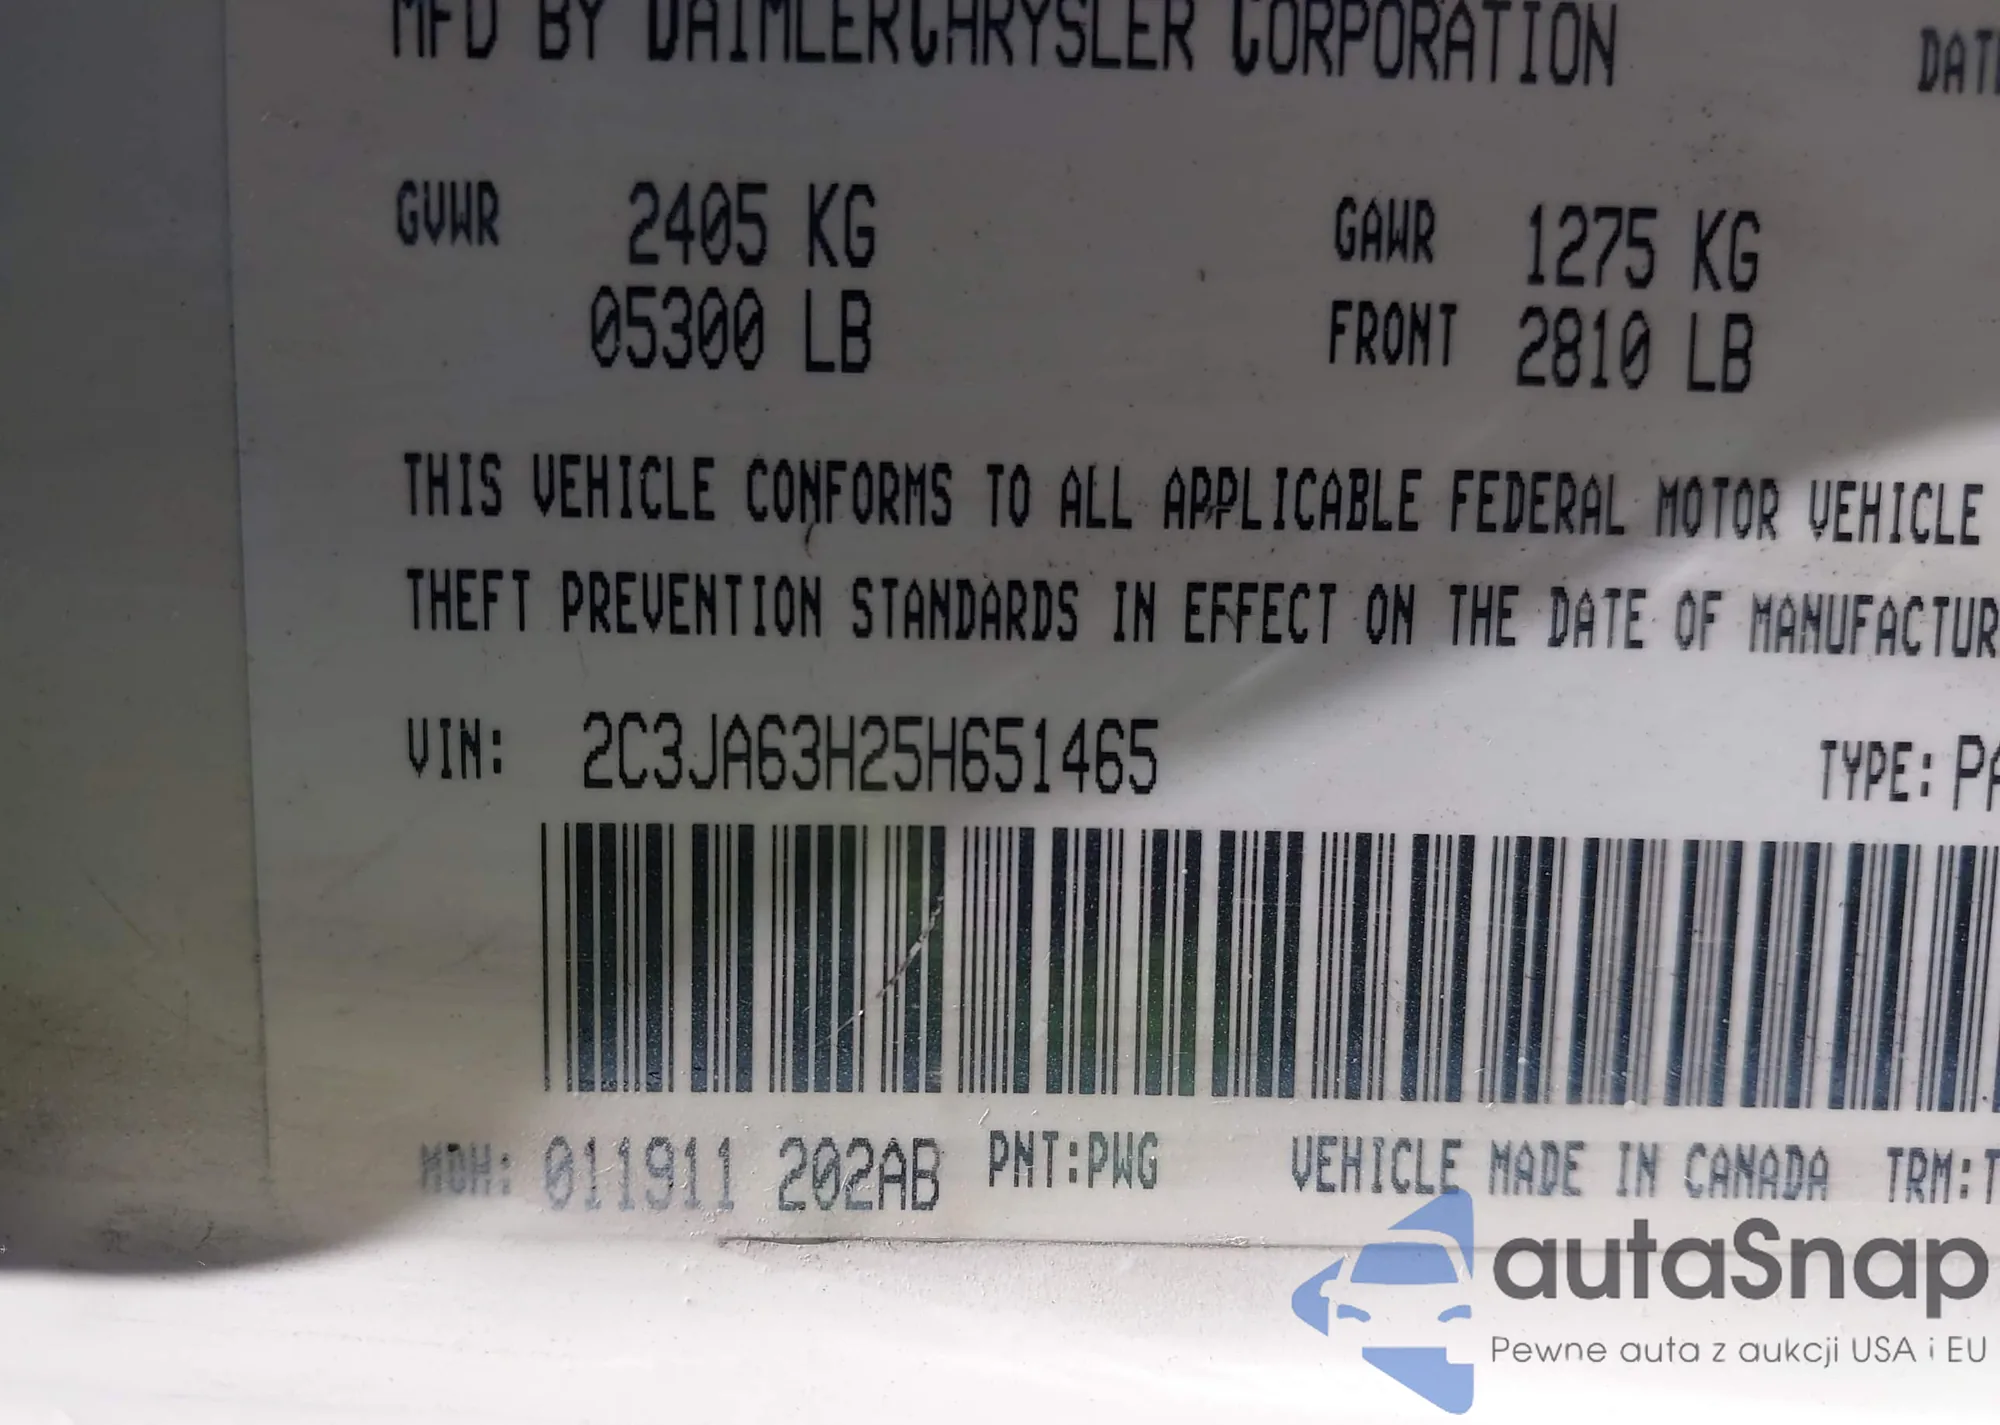 MFD BY DAIMLERCHRYSLER CORPORATION
GVWR 2405 KG GAWR 1275 KG
05300 LB FRONT 2810 LB
THIS VEHICLE CONFORMS TO ALL APPLICABLE FEDERAL MOTOR VEHICLE
THEFT PREVENTION STANDARDS IN EFFECT ON THE DATE OF
VIN: 2C3JA63H25H651465 TYPE:
MDH: 011911 202AB PNT:PWG VEHICLE MADE IN CANADA TRM:
autaSnap
Pewne auta z aukcji USA i EU